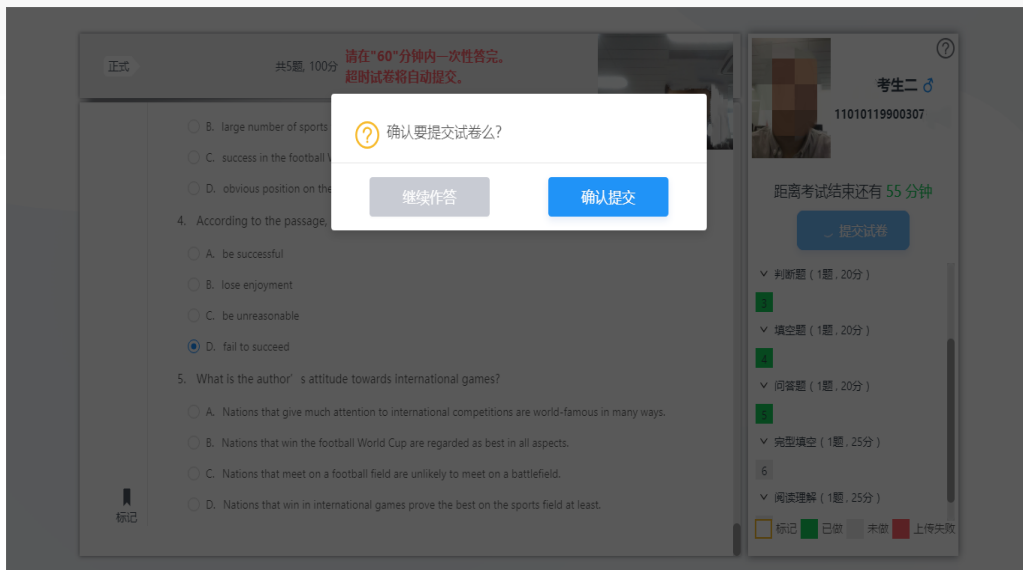 正式
共5题, 100分
请在"60"分钟内一次性答完。
超时试卷将自动提交。
B. large number of sports
C. success in the football
D. obvious position on the
4. According to the passage,
A. be successful
B. lose enjoyment
C. be unreasonable
D. fail to succeed
5. What is the author's attitude towards international games?
A. Nations that give much attention to international competitions are world-famous in many ways.
B. Nations that win the football World Cup are regarded as best in all aspects.
C. Nations that meet on a football field are unlikely to meet on a battlefield.
D. Nations that win in international games prove the best on the sports field at least.
标记
确认要提交试卷么?
继续作答
确认提交
?
考生二
11010119900307
距离考试结束还有 55 分钟
提交试卷
判断题 ( 1题 , 20分 )
3
填空题 ( 1题 , 20分 )
4
问答题 ( 1题 , 20分 )
5
完型填空 ( 1题 , 25分 )
6
阅读理解 ( 1题 , 25分 )
标记 已做 未做 上传失败